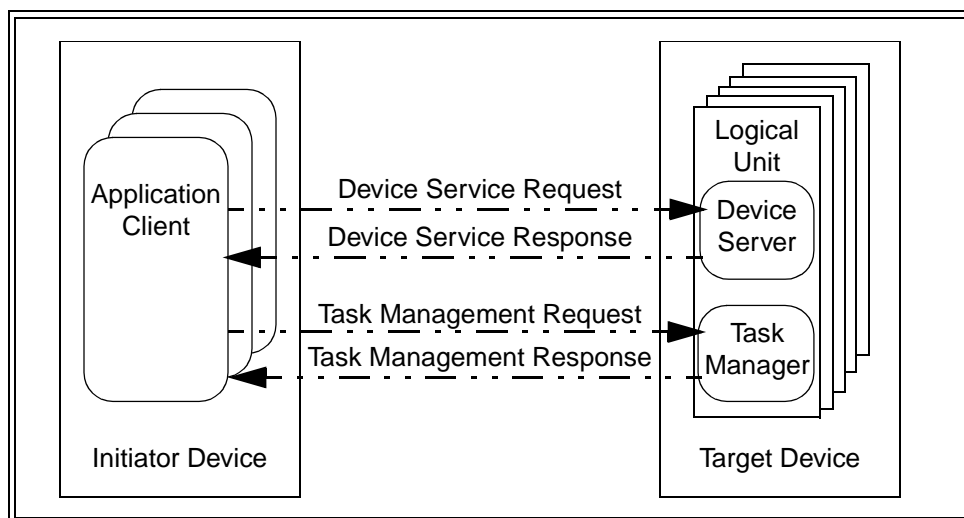 Application
Client
Initiator Device
Device Service Request
Device Service Response
Task Management Request
Task Management Response
Logical
Unit
Device
Server
Task
Manager
Target Device